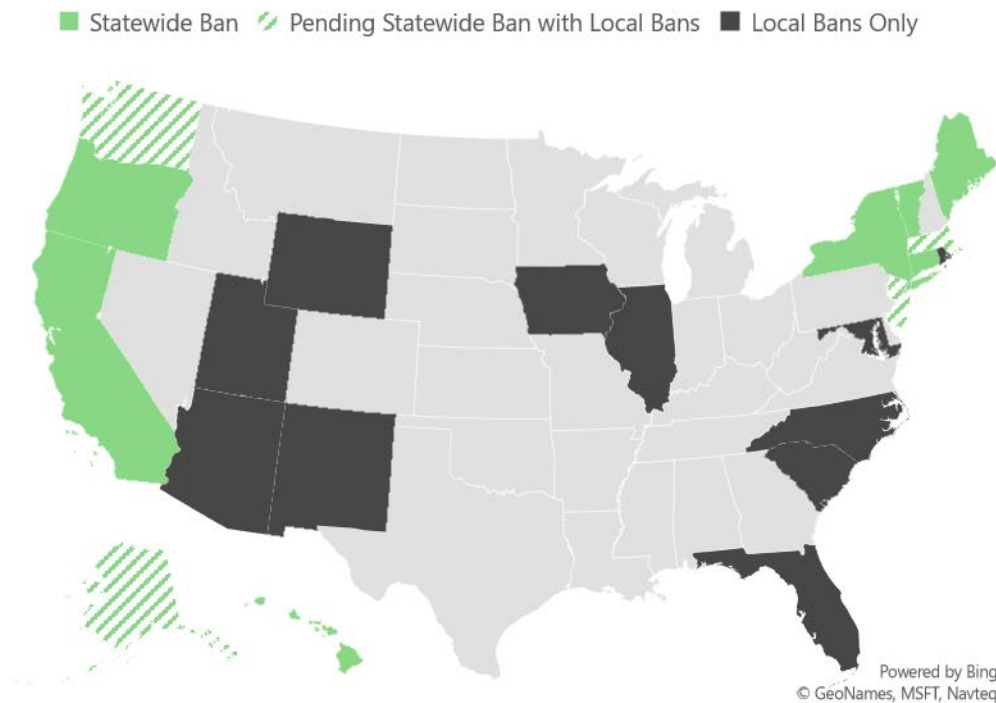 Statewide Ban Pending Statewide Ban with Local Bans Local Bans Only
Powered by Bing
© GeoNames, MSFT, Navteq